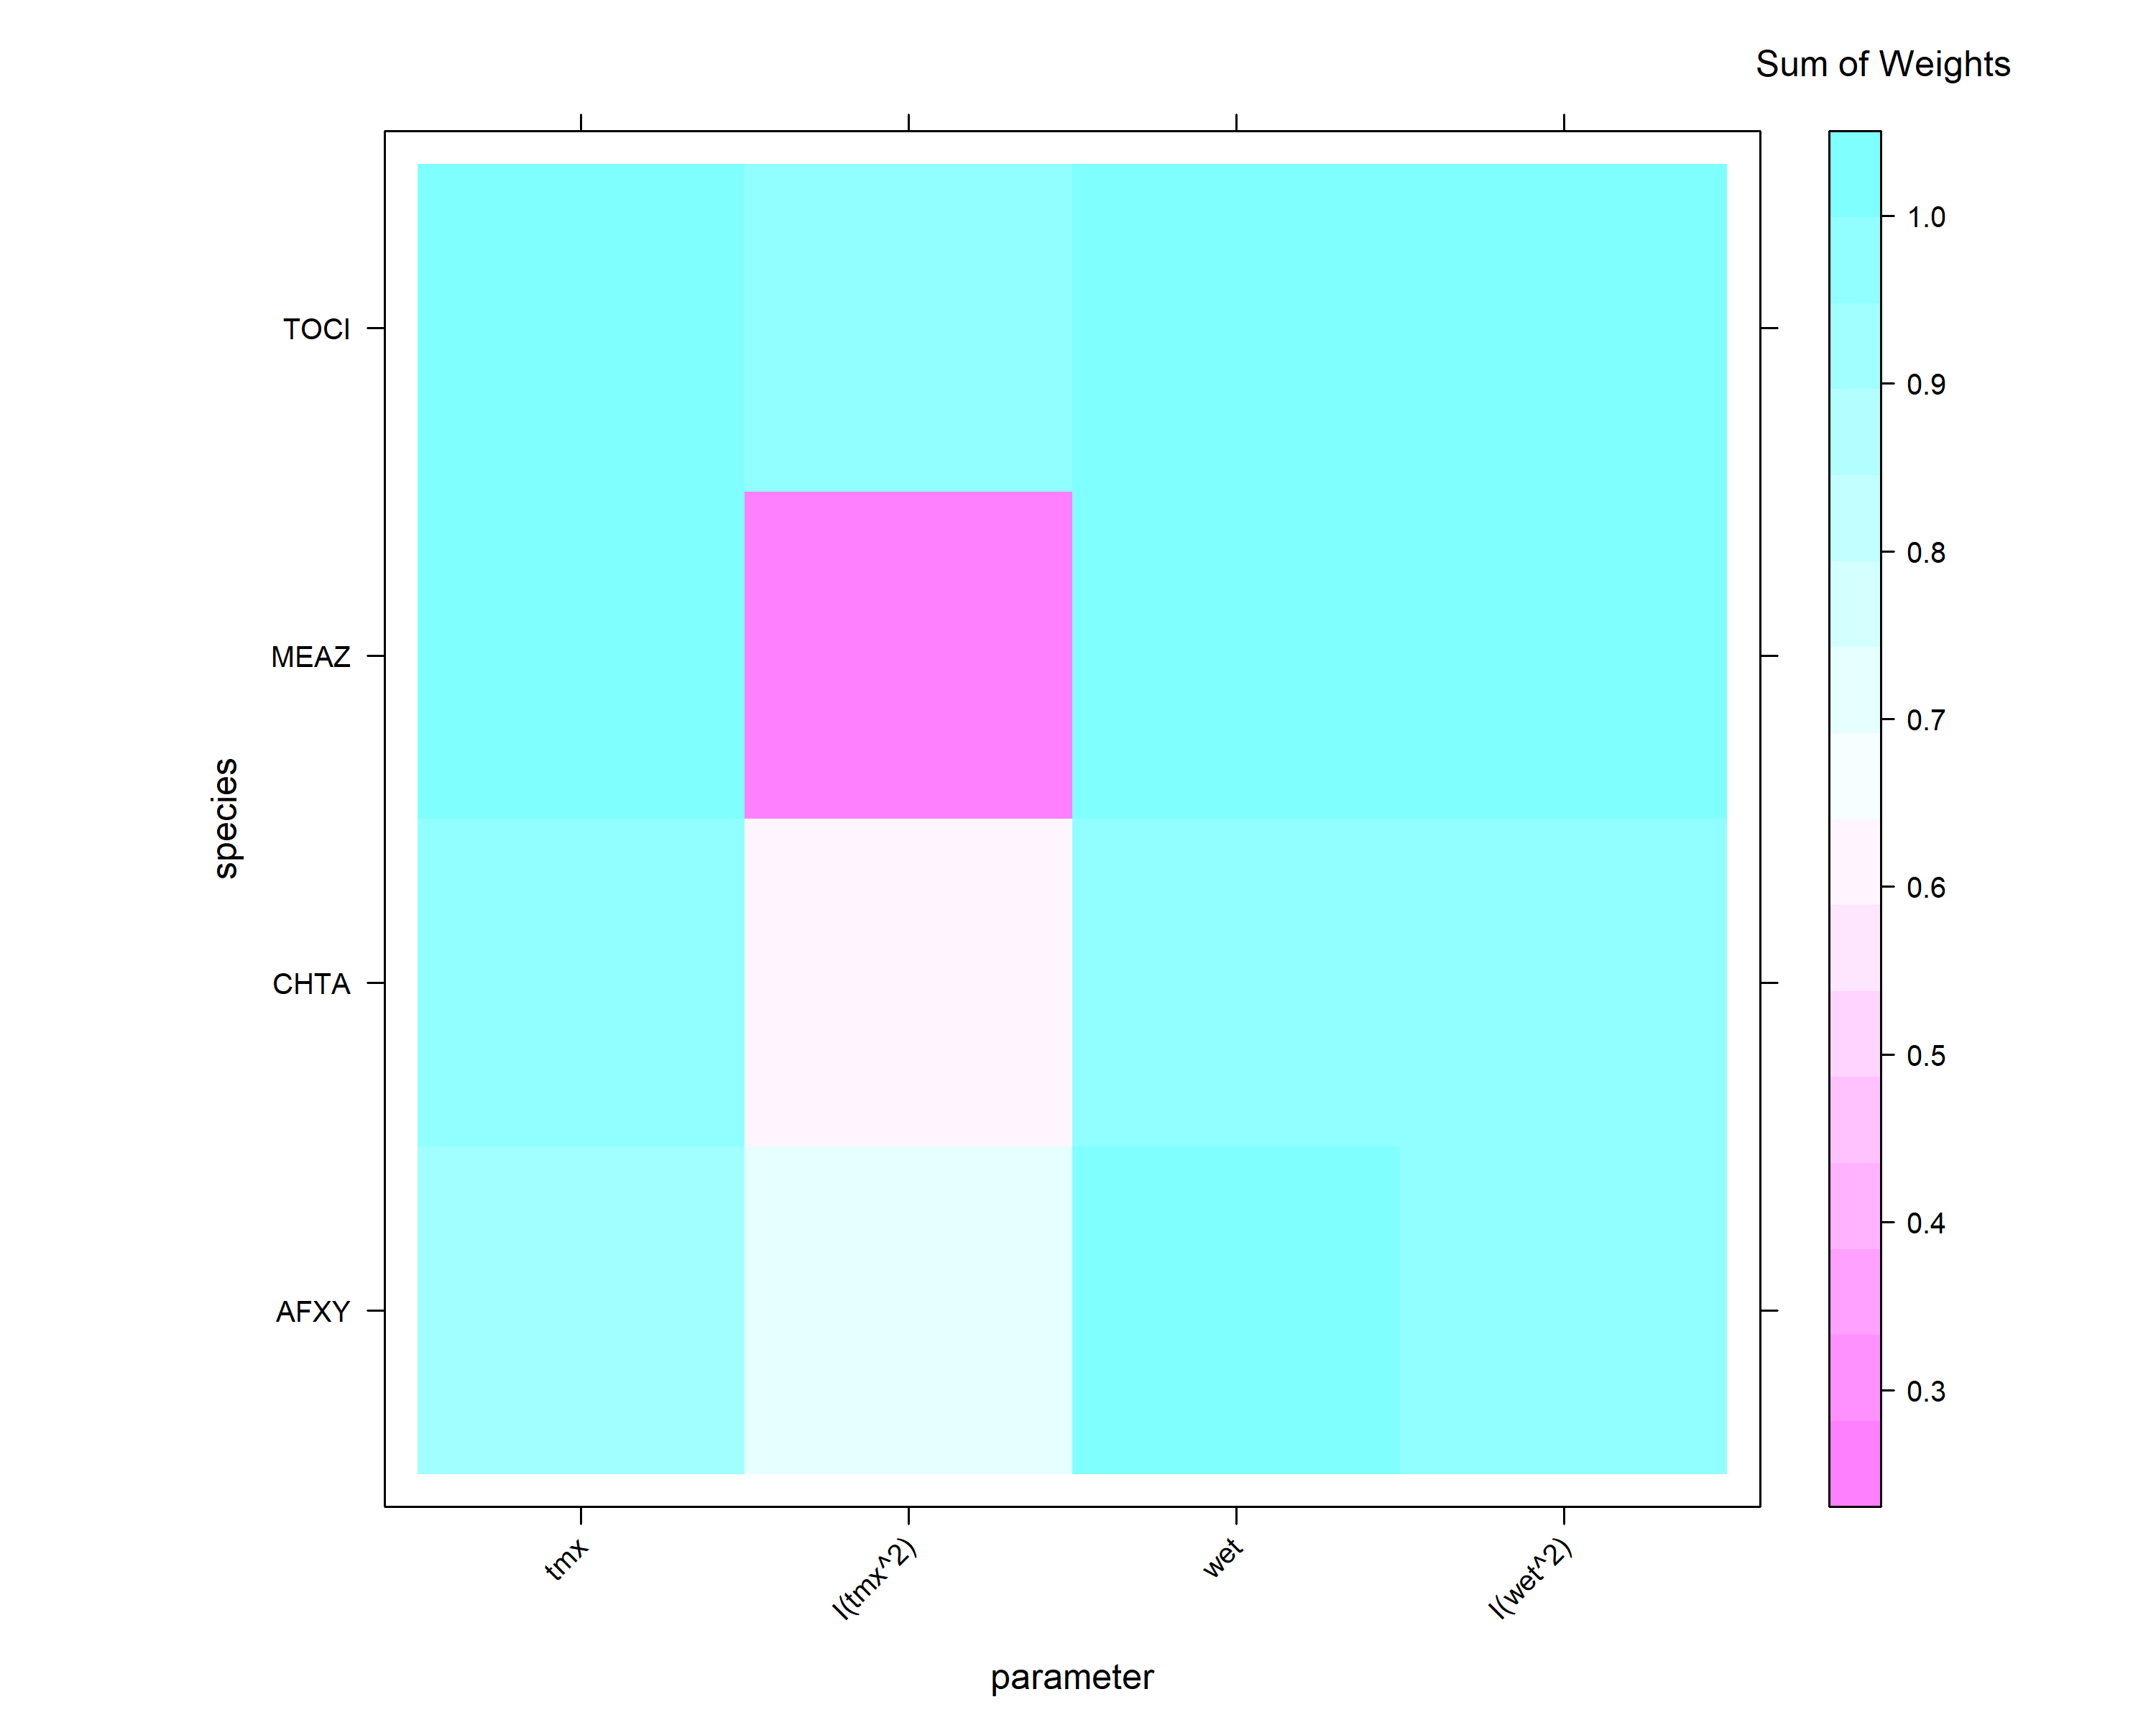 Sum of Weights
1.0
0.9
0.8
0.7
0.6
0.5
0.4
0.3
species
TOCI
MEAZ
CHTA
AFXY
tmx
I(tmx^2)
wet
I(wet^2)
parameter